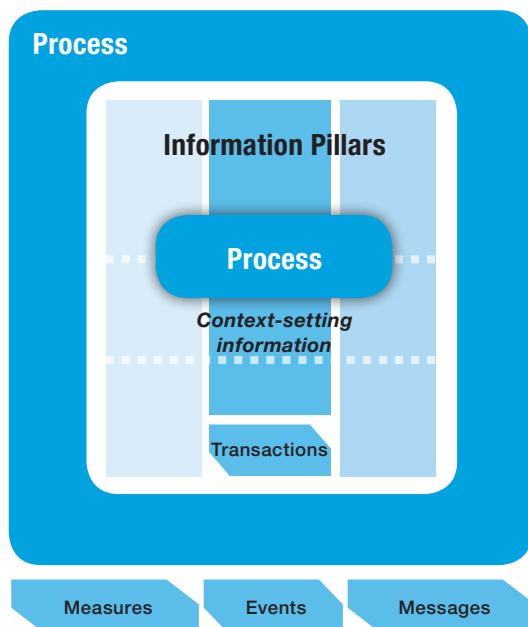 Process
Information Pillars
Process
Context-setting
information
Transactions
Measures
Events
Messages